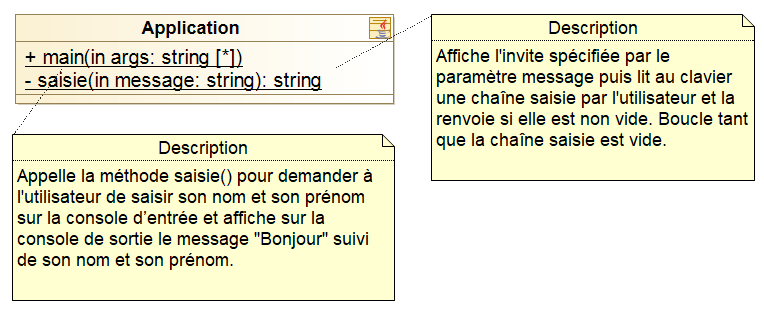 Application
+ main(in args: string [*])
- saisie(in message: string): string
Description
Affiche l'invite spécifiée par le
paramètre message puis lit au clavier
une chaîne saisie par l'utilisateur et la
renvoie si elle est non vide. Boucle tant
que la chaîne saisie est vide.
Description
Appelle la méthode saisie() pour demander à
l'utilisateur de saisir son nom et son prénom
sur la console d’entrée et affiche sur la
console de sortie le message "Bonjour" suivi
de son nom et son prénom.